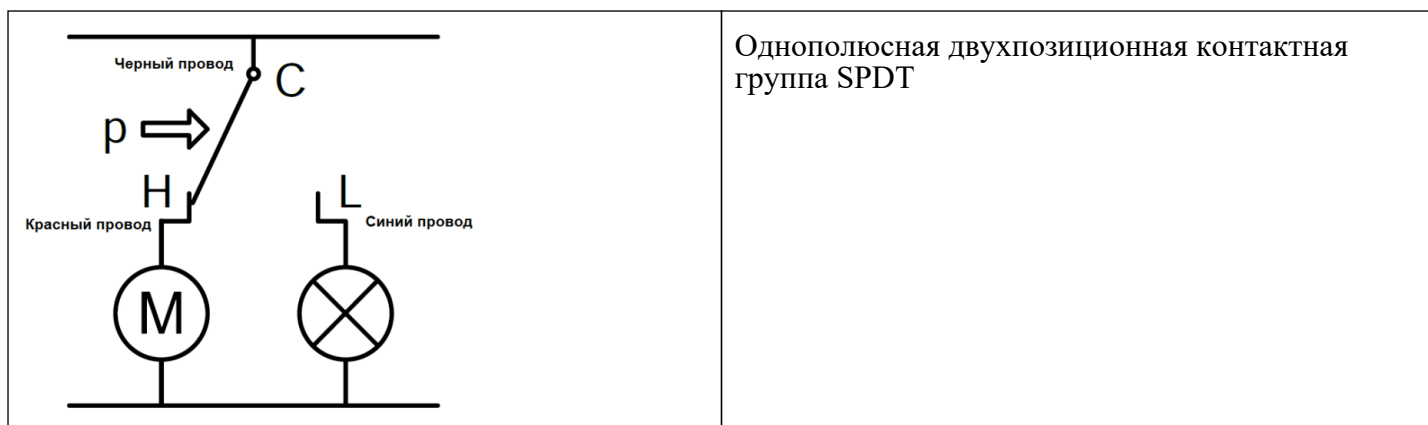 Черный провод
C
p
H
L
Красный провод
Синий провод
M
Однополюсная двухпозиционная контактная
группа SPDT